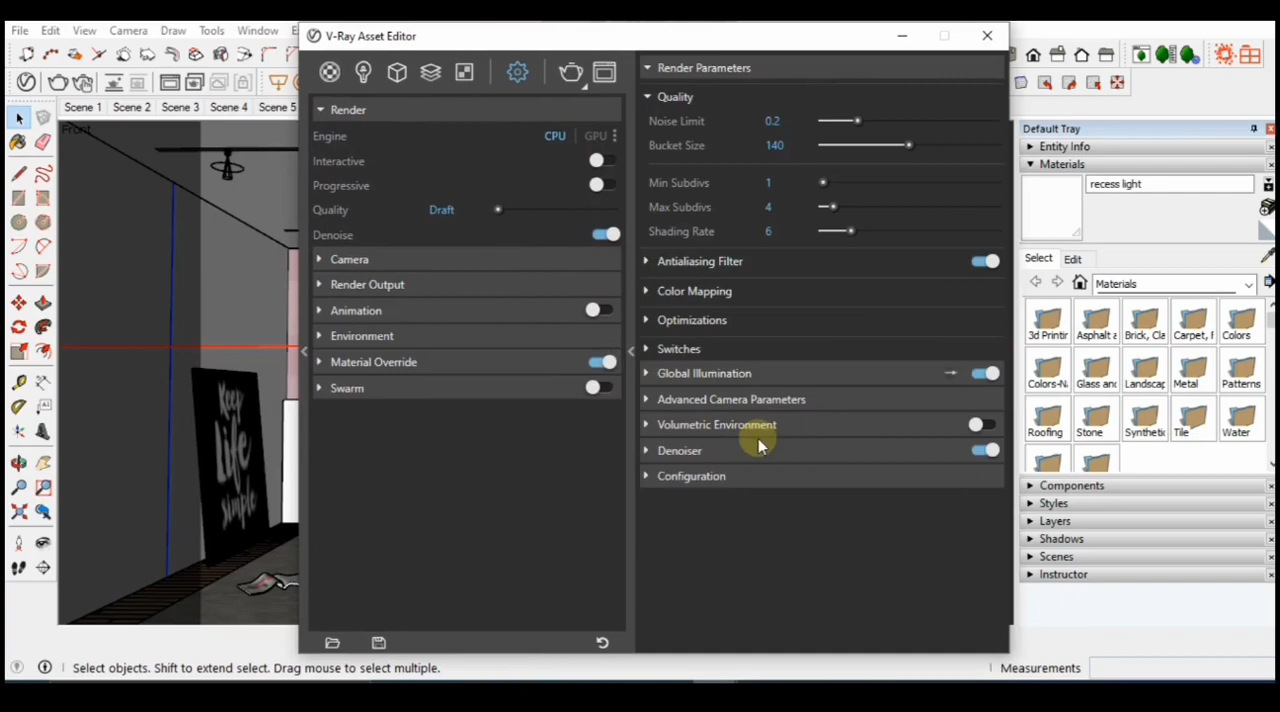 File Edit View Camera Draw Tools Window
V-Ray Asset Editor
Scene 1 Scene 2 Scene 3 Scene 4 Scene 5
Front
Render
Engine CPU GPU
Interactive
Progressive
Quality Draft
Denoise
Camera
Render Output
Animation
Environment
Material Override
Swarm
Render Parameters
Quality
Noise Limit 0.2
Bucket Size 140
Min Subdivs 1
Max Subdivs 4
Shading Rate 6
Antialiasing Filter
Color Mapping
Optimizations
Switches
Global Illumination
Advanced Camera Parameters
Volumetric Environment
Denoiser
Configuration
Default Tray
Entity Info
Materials
recess light
Select Edit
Materials
3d Printir Asphalt a Brick, Cla Carpet, F Colors
Colors-N Glass and Landscap Metal Patterns
Roofing Stone Synthetic Tile Water
Components
Styles
Layers
Shadows
Scenes
Instructor
Keep
Life
simple
Select objects. Shift to extend select. Drag mouse to select multiple.
Measurements